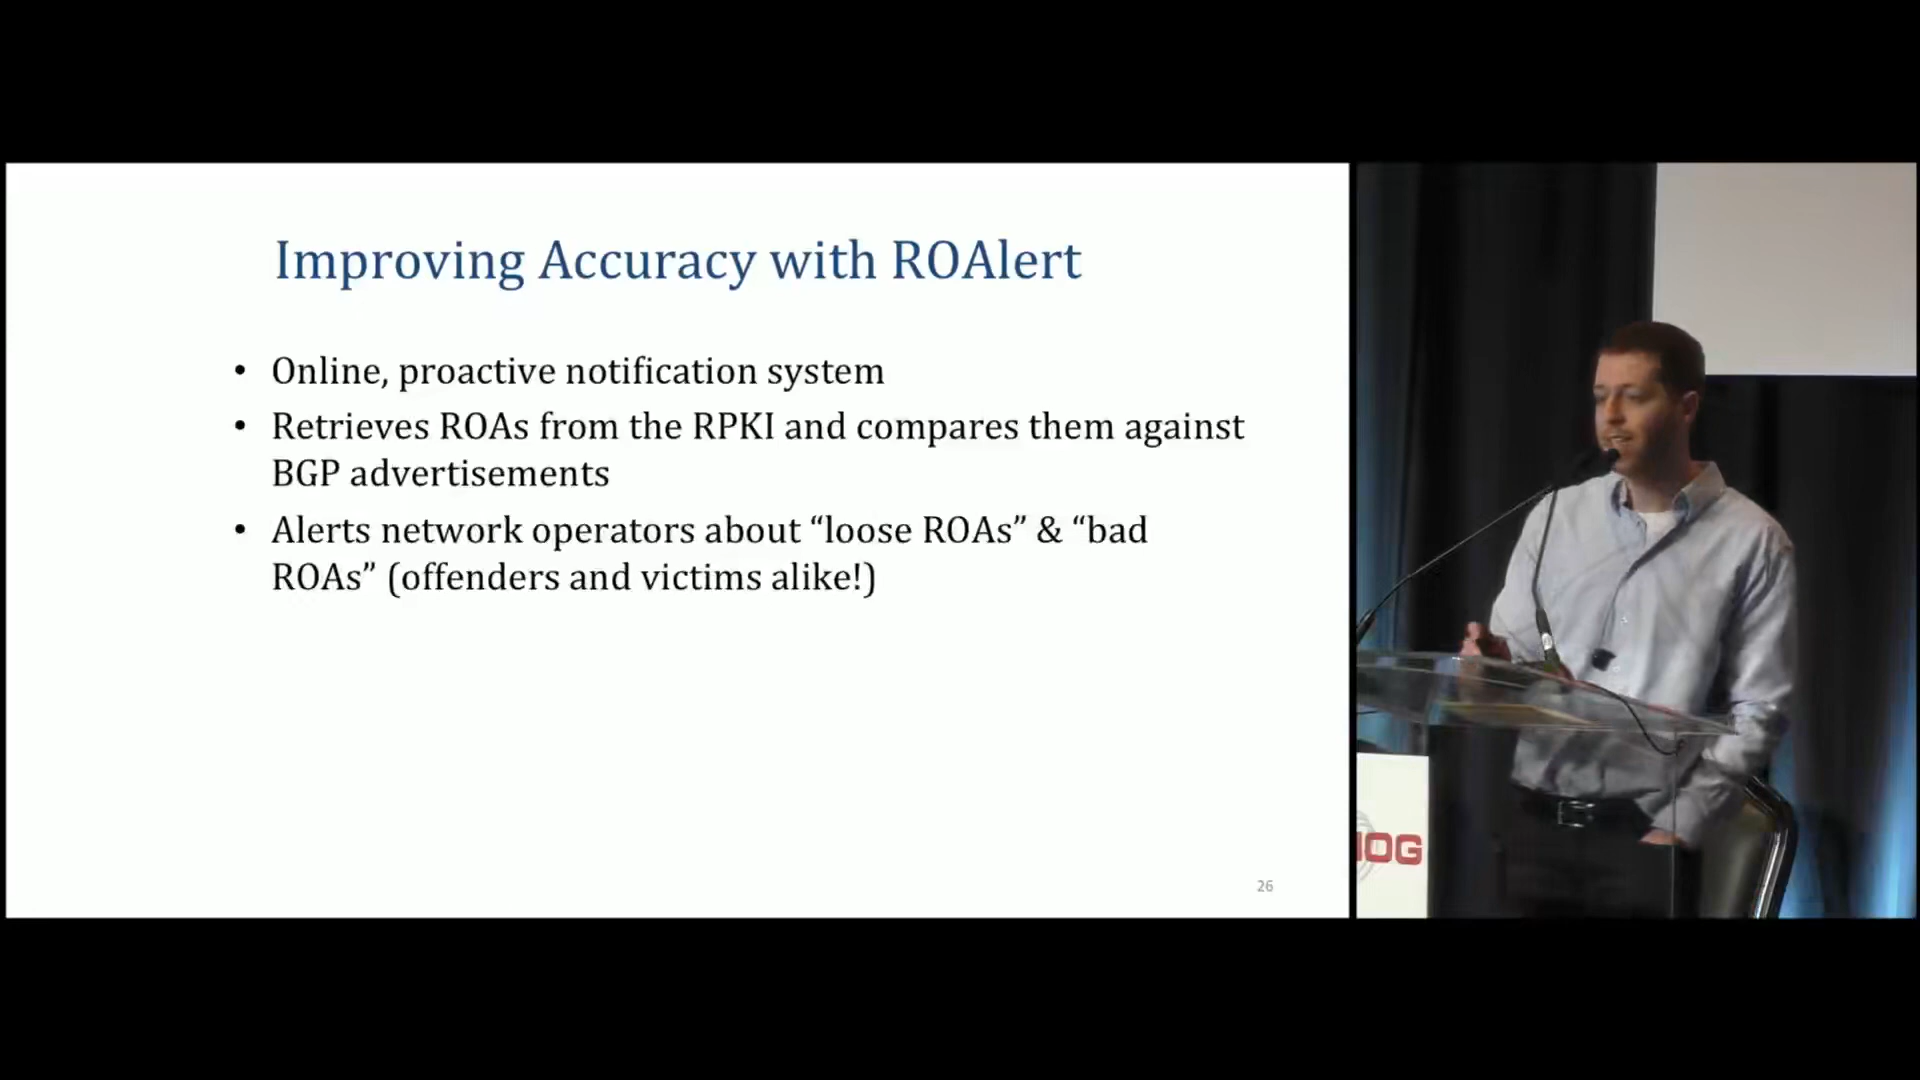 Improving Accuracy with ROAlert
• Online, proactive notification system
• Retrieves ROAs from the RPKI and compares them against
BGP advertisements
• Alerts network operators about “loose ROAs” & “bad
ROAs” (offenders and victims alike!)
26
OG